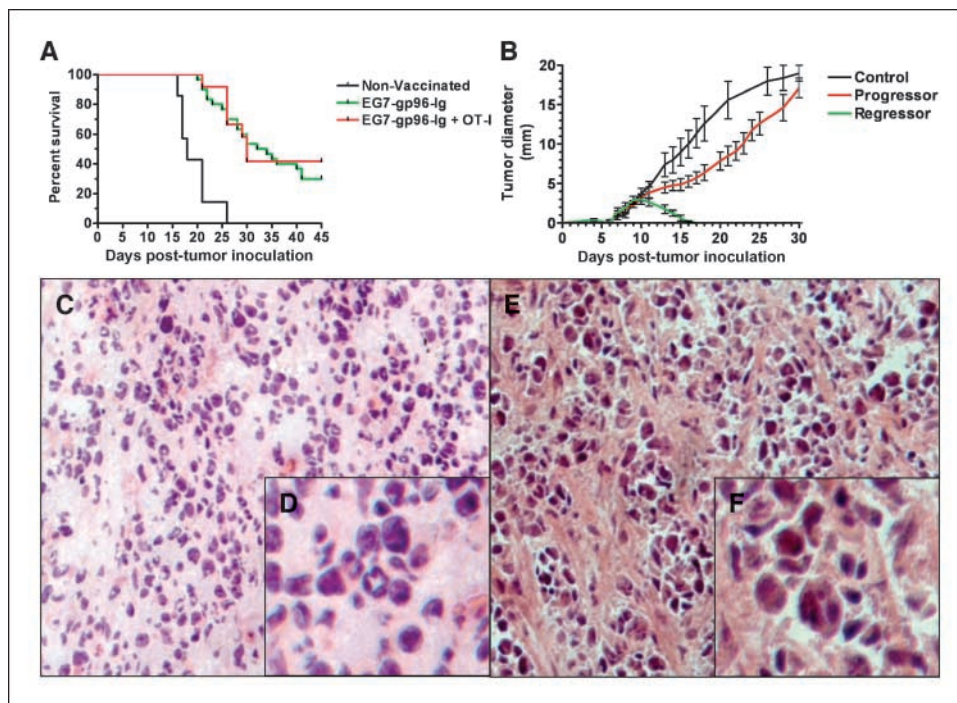 A
Percent survival
100
80
60
40
20
0
0 5 10 15 20 25 30 35 40 45
Days post-tumor inoculation
Non-Vaccinated
EG7-gp96-Ig
EG7-gp96-Ig + OT-I
B
Tumor diameter
(mm)
20
15
10
5
0
0 5 10 15 20 25 30
Days post-tumor inoculation
Control
Progressor
Regressor
C
D
E
F